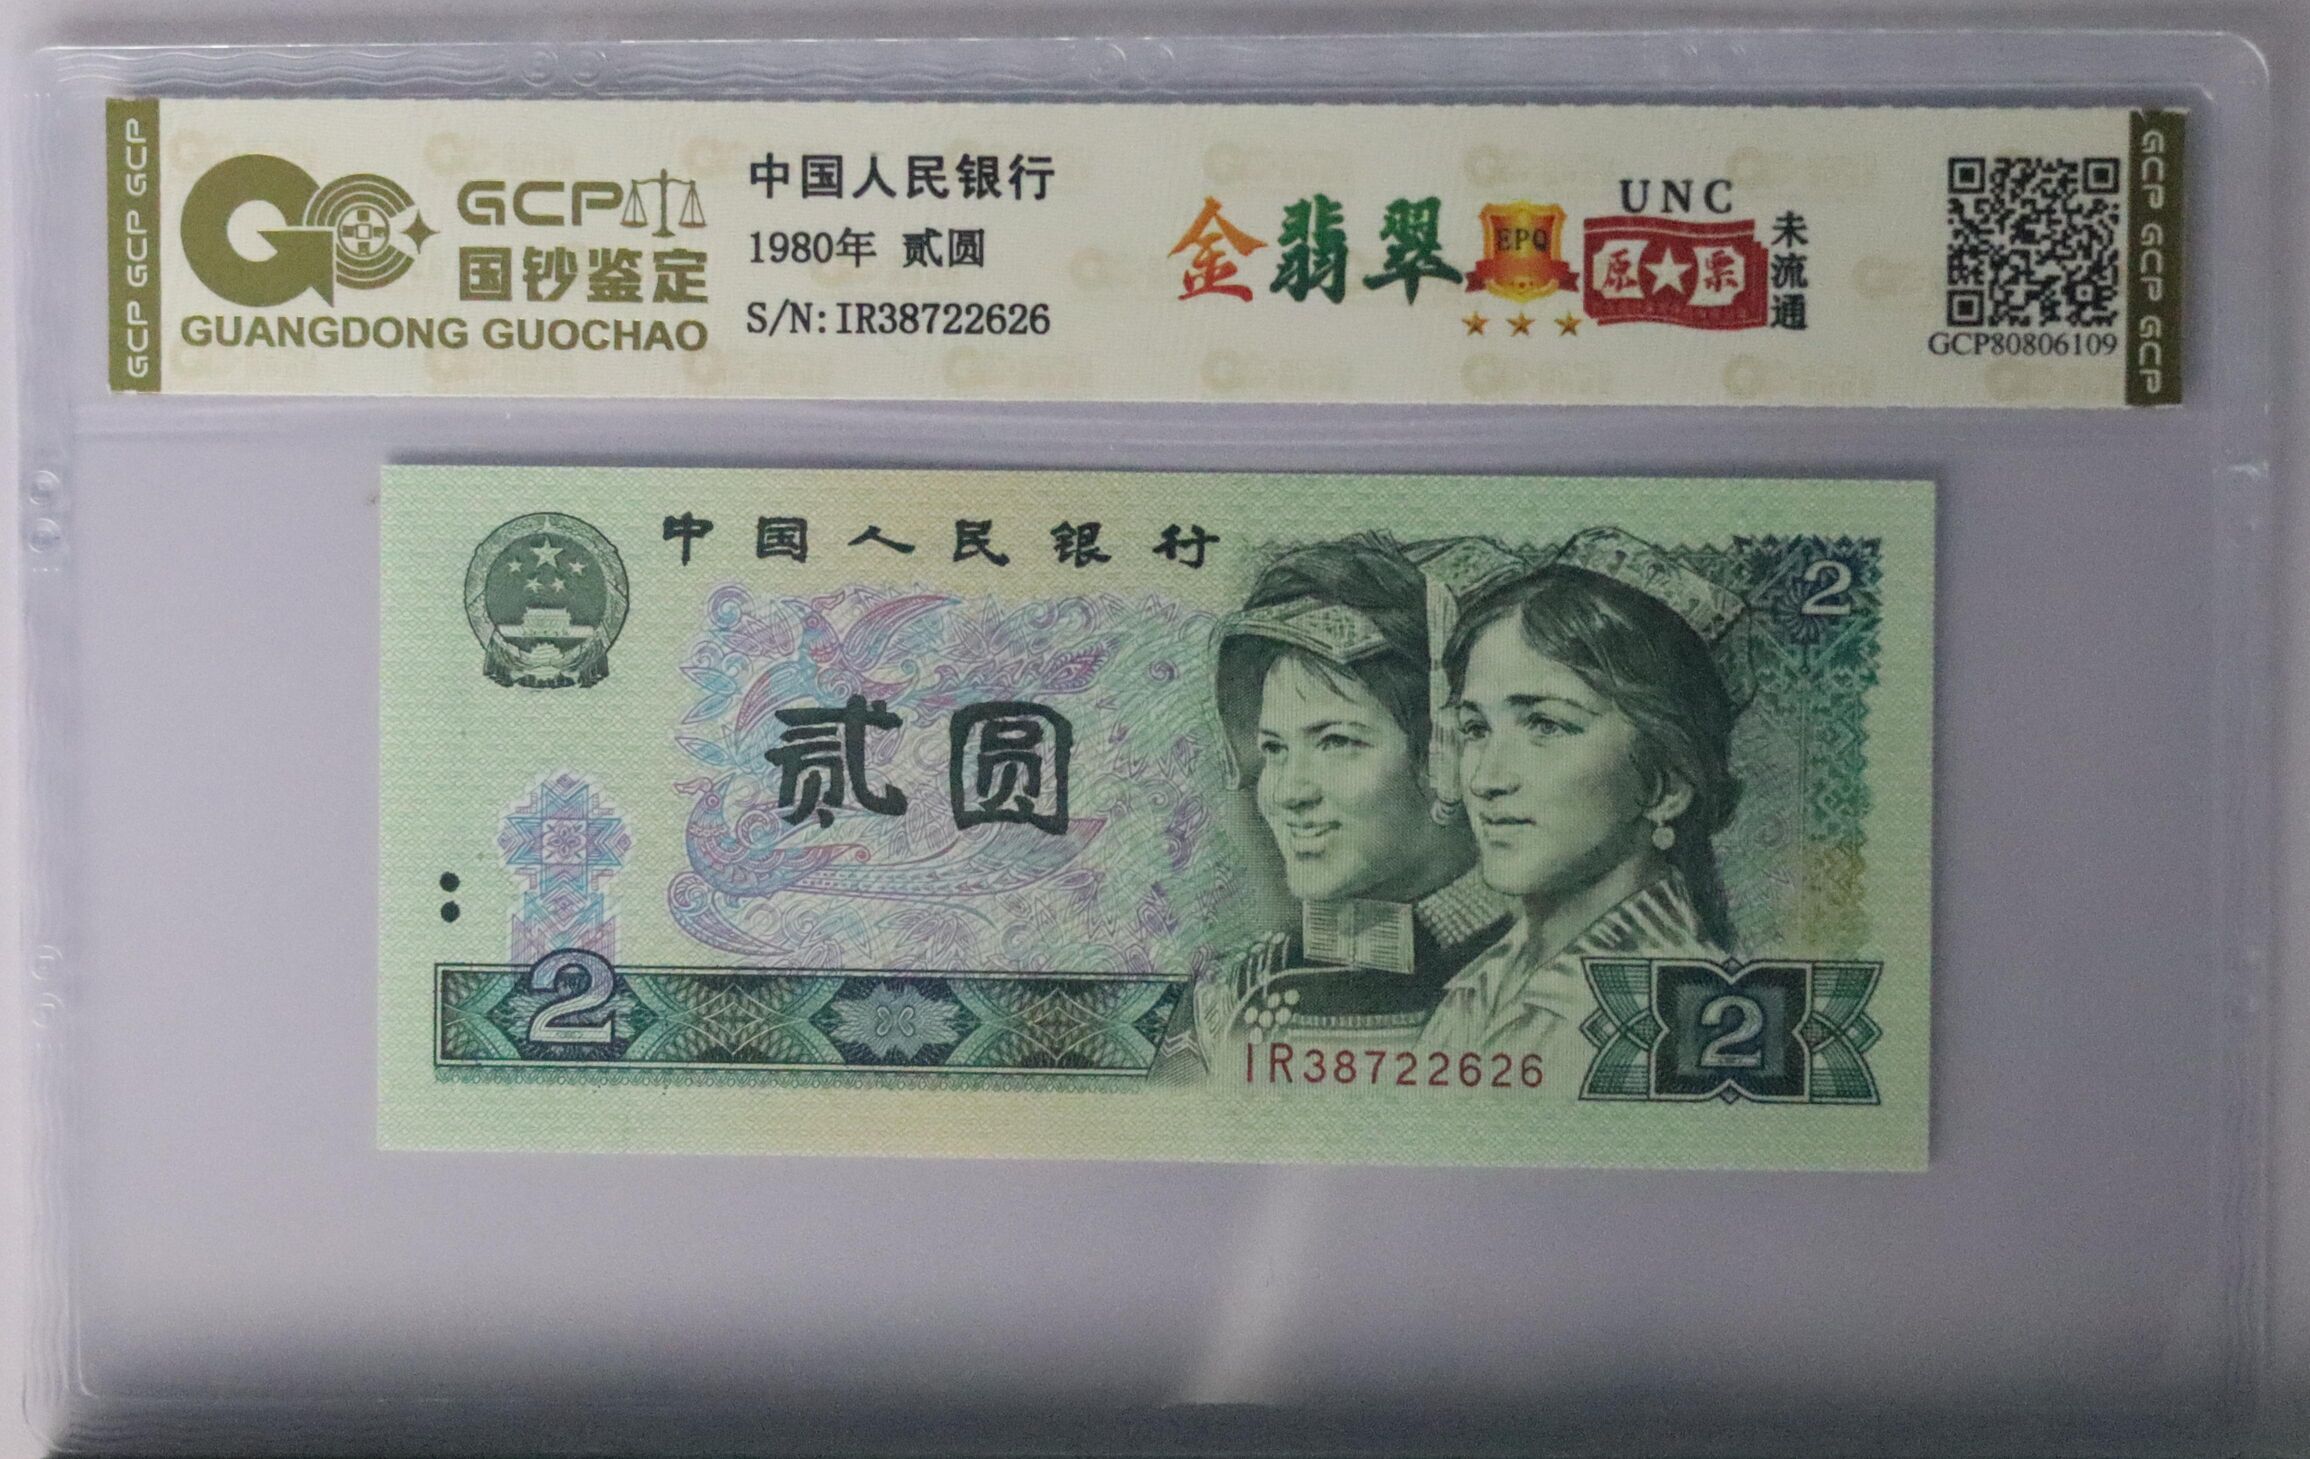 GCP GCP GCP
GCP
国钞鉴定
GUANGDONG GUOCHAO
中国人民银行
1980年 贰圆
S/N:IR38722626
金翡翠
EPQ
UNC
原票
未流通
GCP80806109
GCP GCP GCP
中国人民银行
2
贰圆
2
IR38722626
2